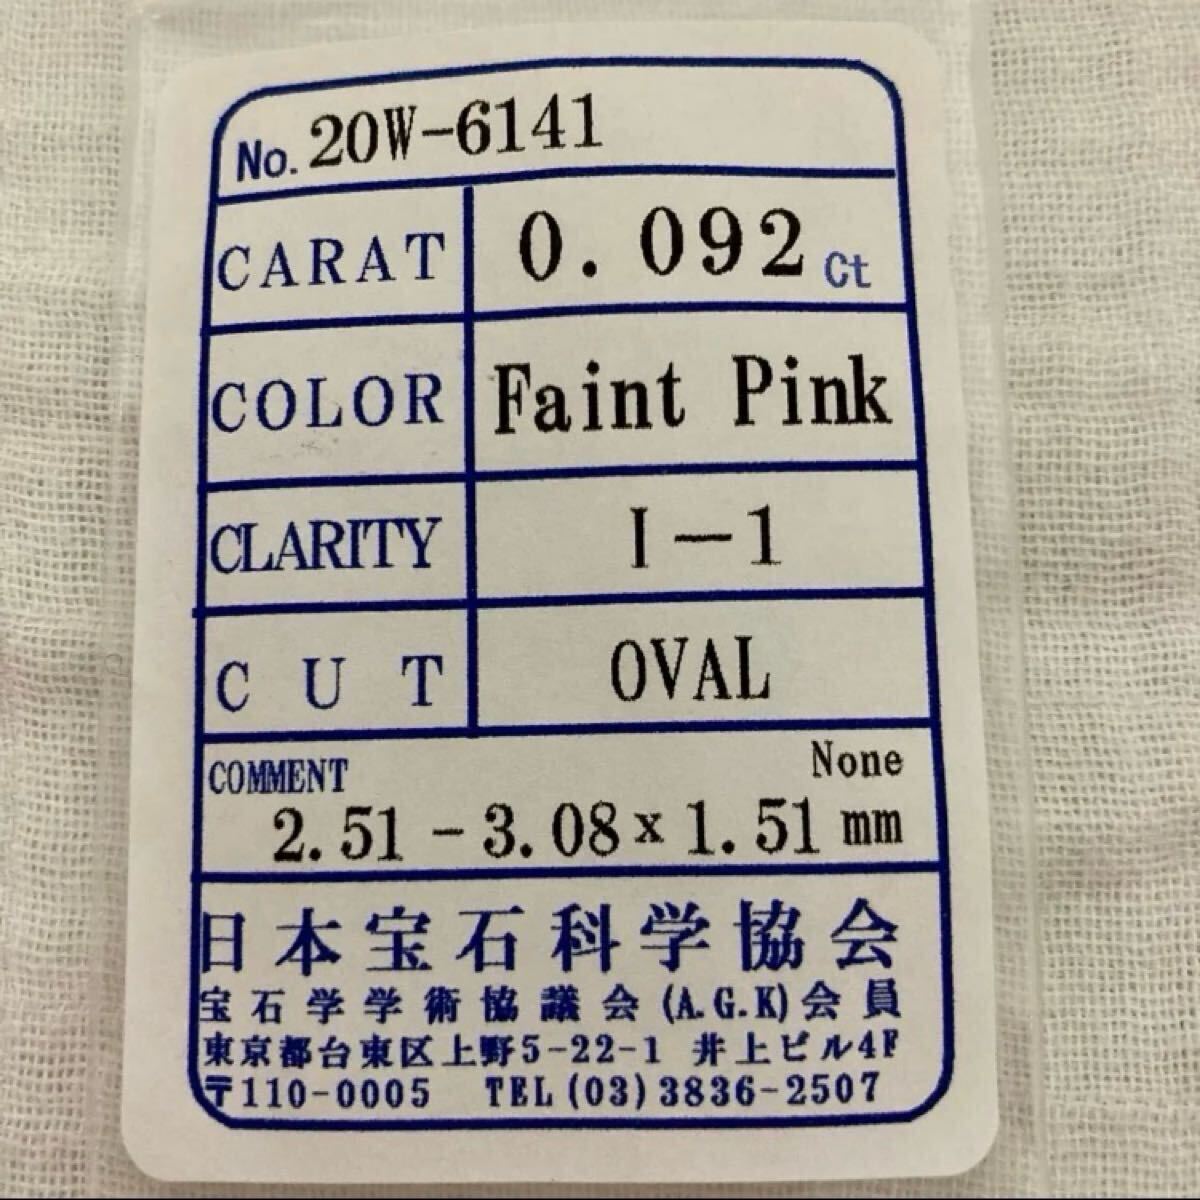 No. 20W-6141
CARAT 0.092 Ct
COLOR Faint Pink
CLARITY I-1
CUT OVAL
COMMENT None
2.51 - 3.08 x 1.51 mm
日本宝石科学協会
宝石学学術協議会(A.G.K)会員
東京都台東区上野5-22-1 井上ビル4F
〒110-0005 TEL (03) 3836-2507